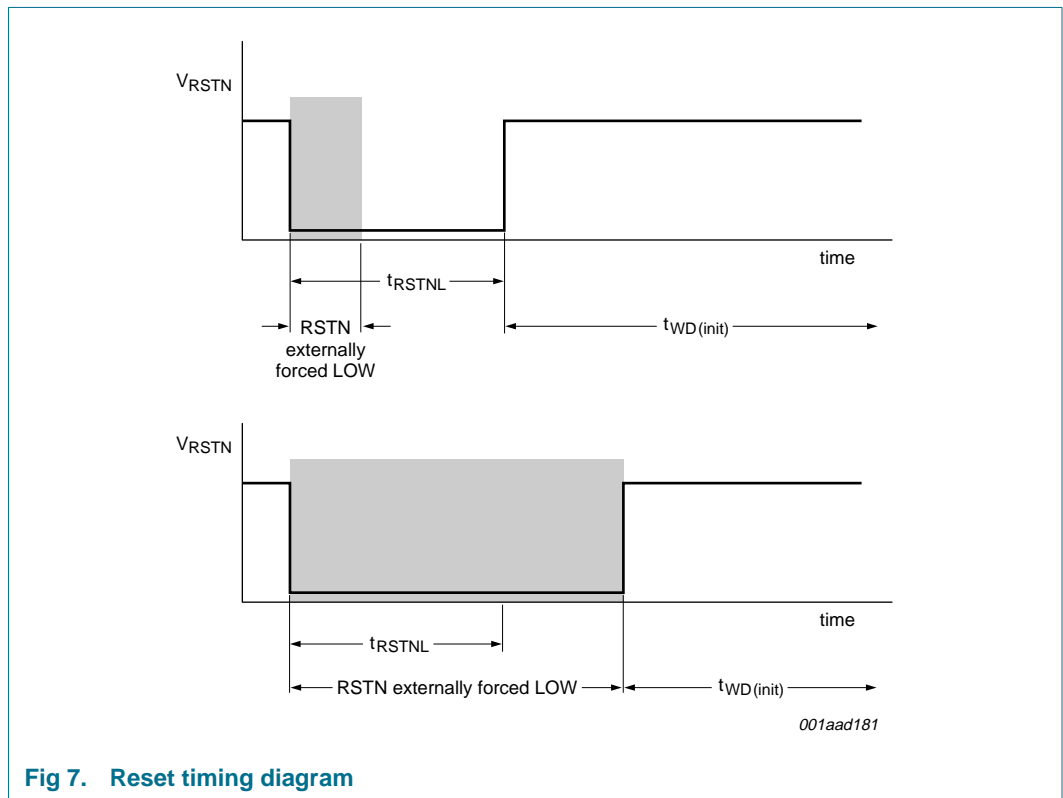 VRSTN
time
tRSTNL
RSTN
externally
forced LOW
tWD(init)
VRSTN
time
tRSTNL
RSTN externally forced LOW
tWD(init)
001aad181
Fig 7. Reset timing diagram